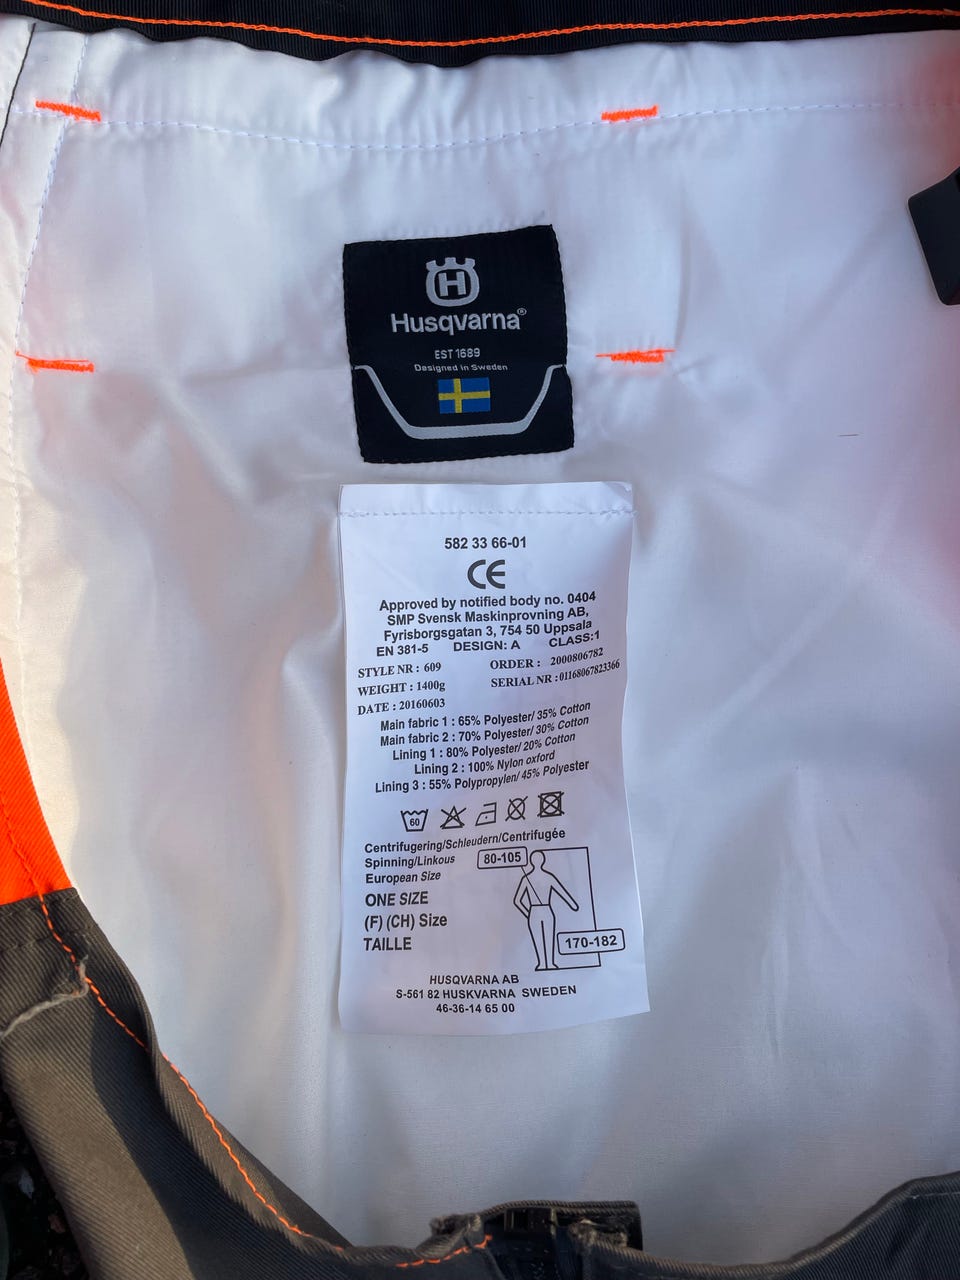 H
Husqvarna®
EST 1689
Designed in Sweden
582 33 66-01
CE
Approved by notified body no. 0404
SMP Svensk Maskinprovning AB,
Fyrisborgsgatan 3, 754 50 Uppsala
EN 381-5 DESIGN: A CLASS:1
STYLE NR : 609 ORDER : 2000806782
WEIGHT : 1400g SERIAL NR :01168067823366
DATE : 20160603
Main fabric 1 : 65% Polyester/ 35% Cotton
Main fabric 2 : 70% Polyester/ 30% Cotton
Lining 1 : 80% Polyester/ 20% Cotton
Lining 2 : 100% Nylon oxford
Lining 3 : 55% Polypropylen/ 45% Polyester
60
Centrifugering/Schleudern/Centrifugée
Spinning/Linkous
European Size
80-105
ONE SIZE
(F) (CH) Size
TAILLE
170-182
HUSQVARNA AB
S-561 82 HUSKVARNA SWEDEN
46-36-14 65 00